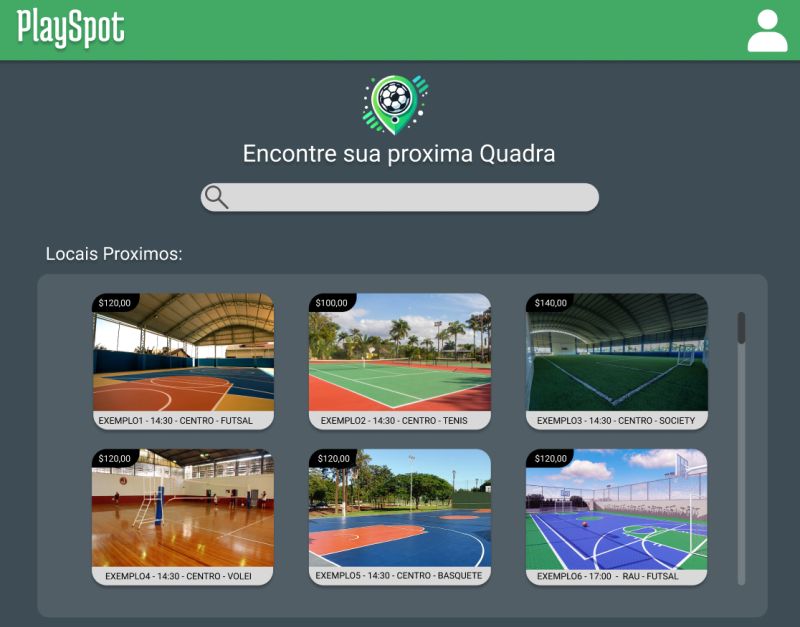 PlaySpot
Encontre sua proxima Quadra
Locais Proximos:
$120,00
$100,00
$140,00
EXEMPLO1 - 14:30 - CENTRO - FUTSAL
EXEMPLO2 - 14:30 - CENTRO - TENIS
EXEMPLO3 - 14:30 - CENTRO - SOCIETY
$120,00
$120,00
$120,00
EXEMPLO4 - 14:30 - CENTRO - VOLEI
EXEMPLO5 - 14:30 - CENTRO - BASQUETE
EXEMPLO6 - 17:00 - RAU - FUTSAL